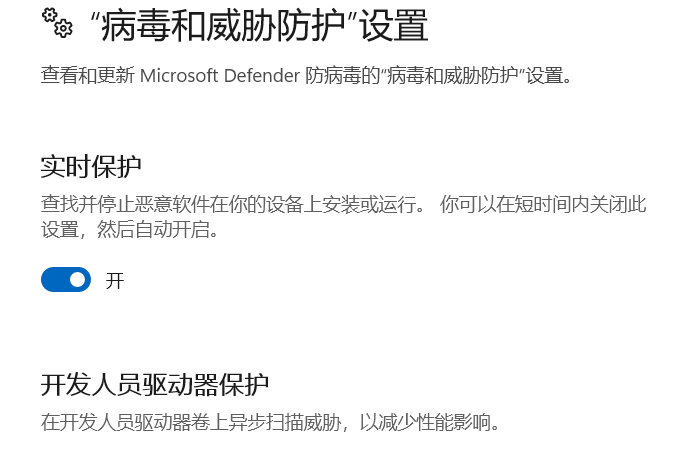 “病毒和威胁防护”设置
查看和更新 Microsoft Defender 防病毒的“病毒和威胁防护”设置。
实时保护
查找并停止恶意软件在你的设备上安装或运行。 你可以在短时间内关闭此
设置，然后自动开启。
开
开发人员驱动器保护
在开发人员驱动器卷上异步扫描威胁，以减少性能影响。